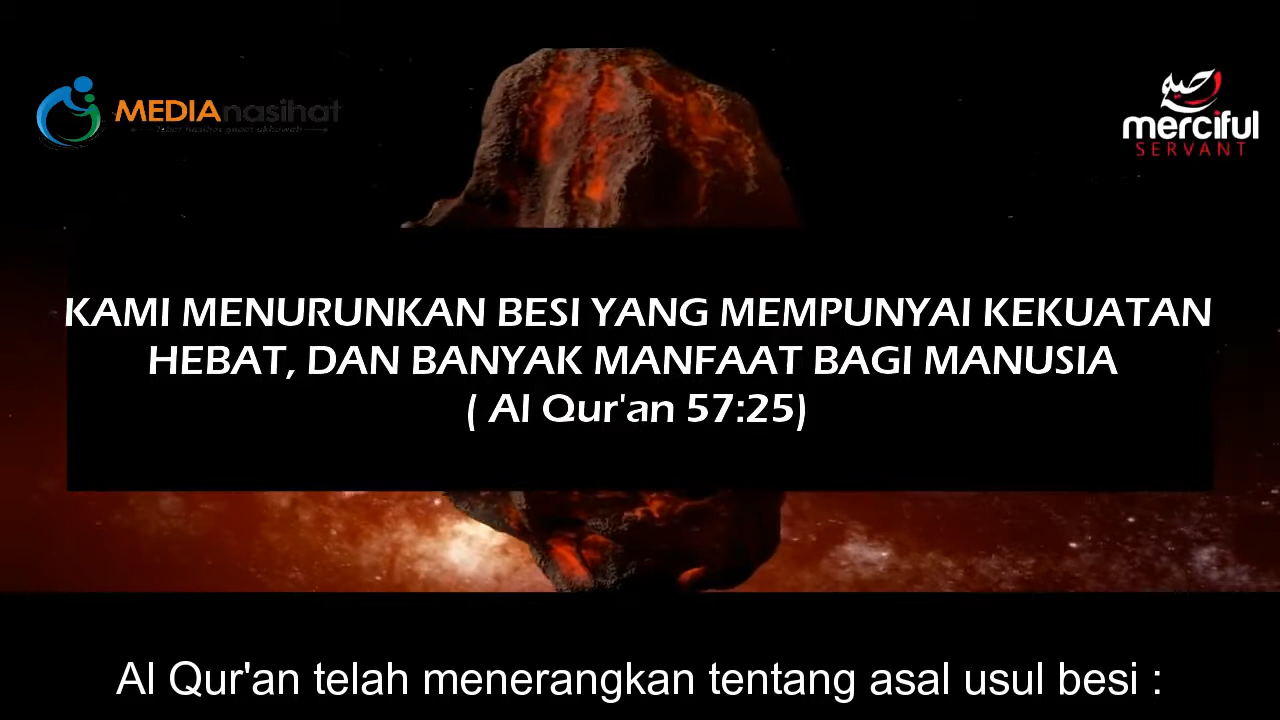 MEDIAnasihat
merciful
SERVANT
KAMI MENURUNKAN BESI YANG MEMPUNYAI KEKUATAN
HEBAT, DAN BANYAK MANFAAT BAGI MANUSIA
( Al Qur'an 57:25)
Al Qur'an telah menerangkan tentang asal usul besi :